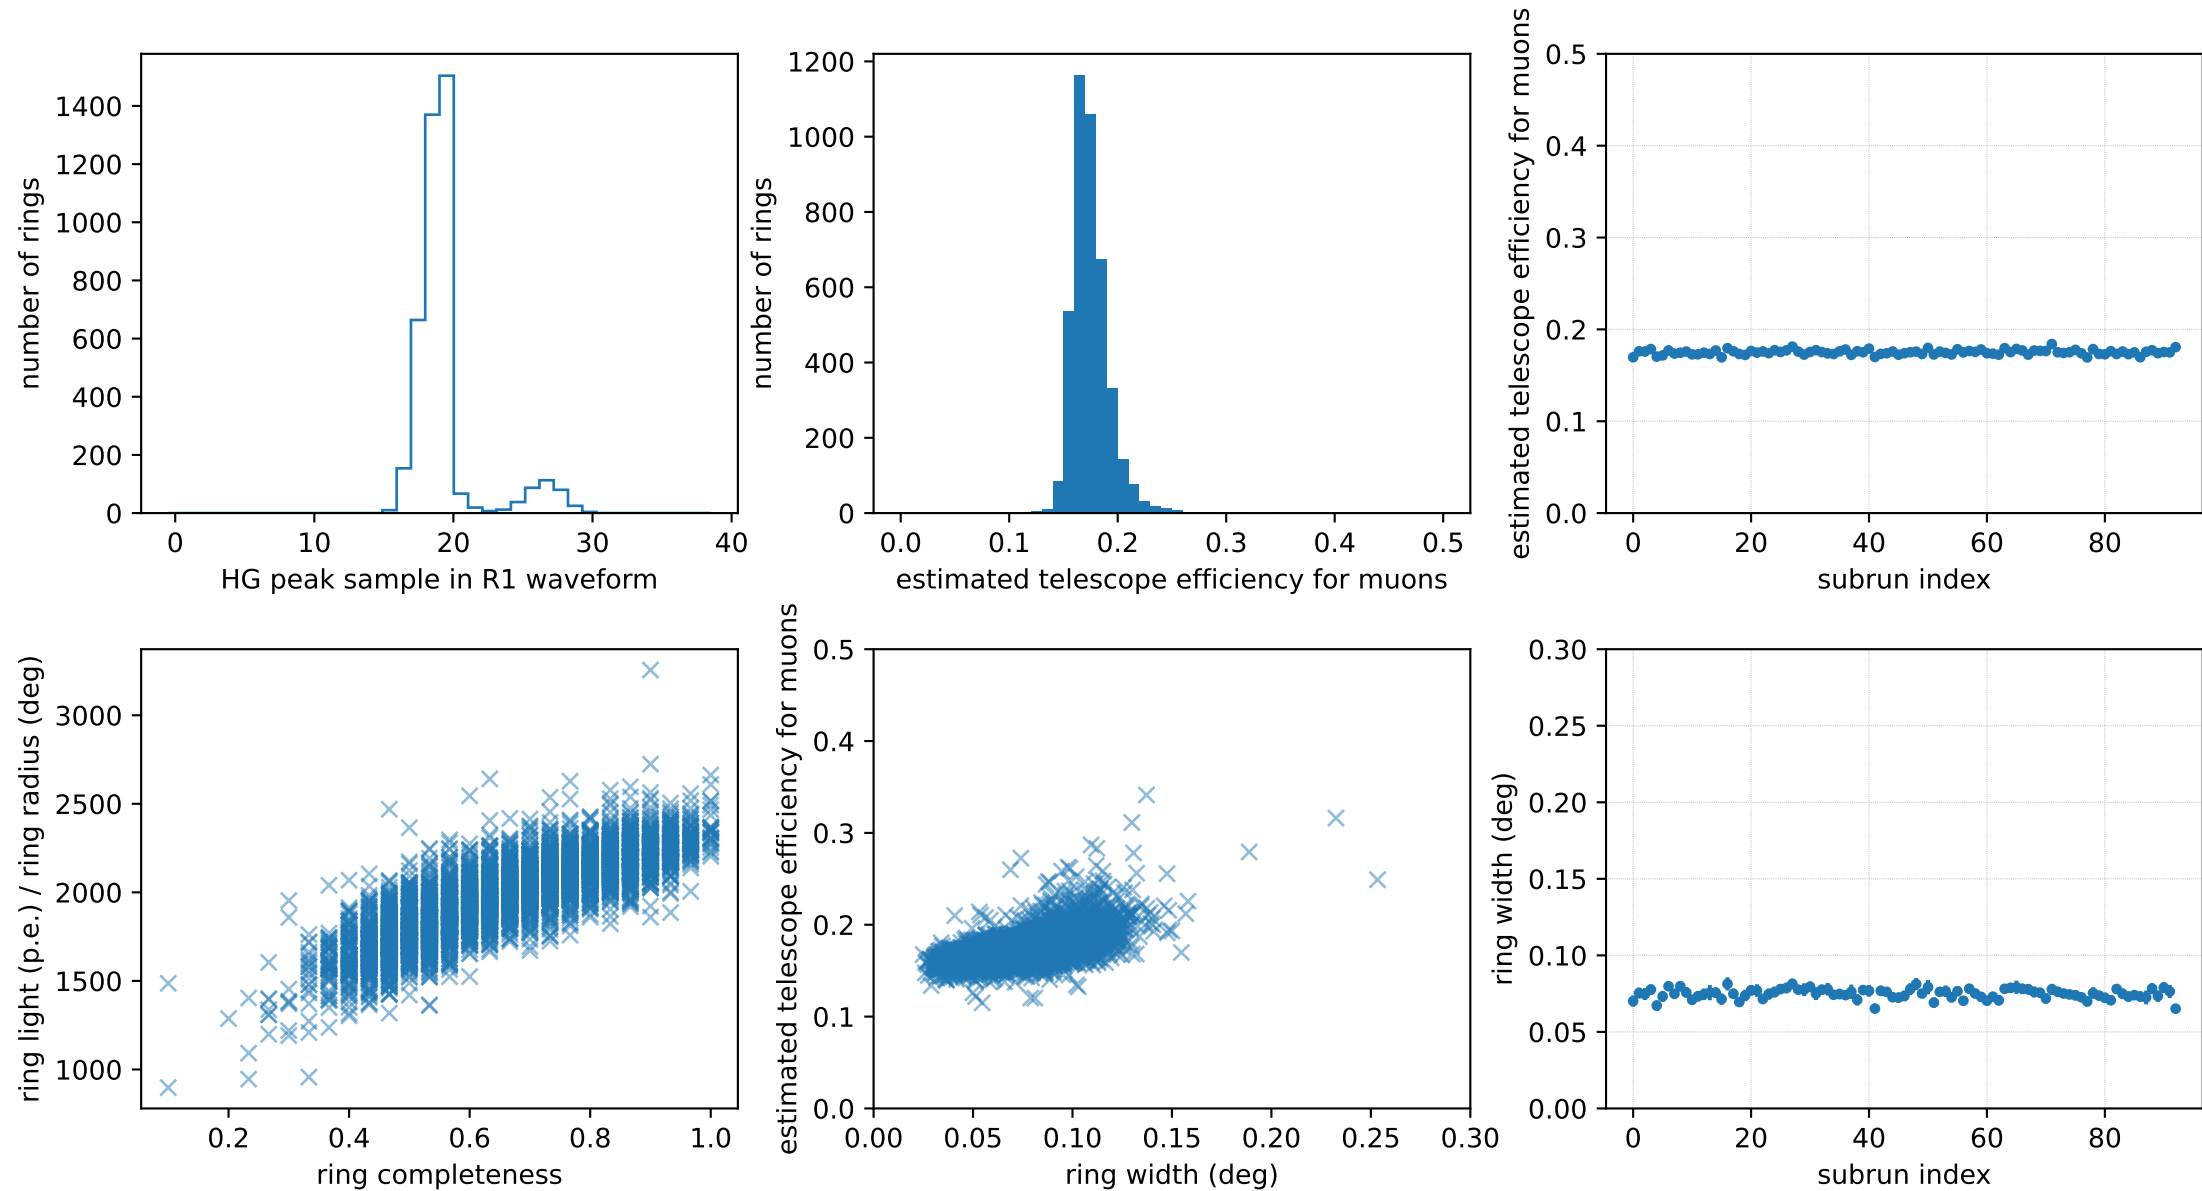 number of rings
1400
1200
1000
800
600
400
200
0
0 10 20 30 40
HG peak sample in R1 waveform
number of rings
1200
1000
800
600
400
200
0
0.0 0.1 0.2 0.3 0.4 0.5
estimated telescope efficiency for muons
estimated telescope efficiency for muons
0.5
0.4
0.3
0.2
0.1
0.0
0 20 40 60 80
subrun index
ring light (p.e.) / ring radius (deg)
3000
2500
2000
1500
1000
0.2 0.4 0.6 0.8 1.0
ring completeness
estimated telescope efficiency for muons
0.5
0.4
0.3
0.2
0.1
0.0
0.00 0.05 0.10 0.15 0.20 0.25 0.30
ring width (deg)
ring width (deg)
0.30
0.25
0.20
0.15
0.10
0.05
0.00
0 20 40 60 80
subrun index